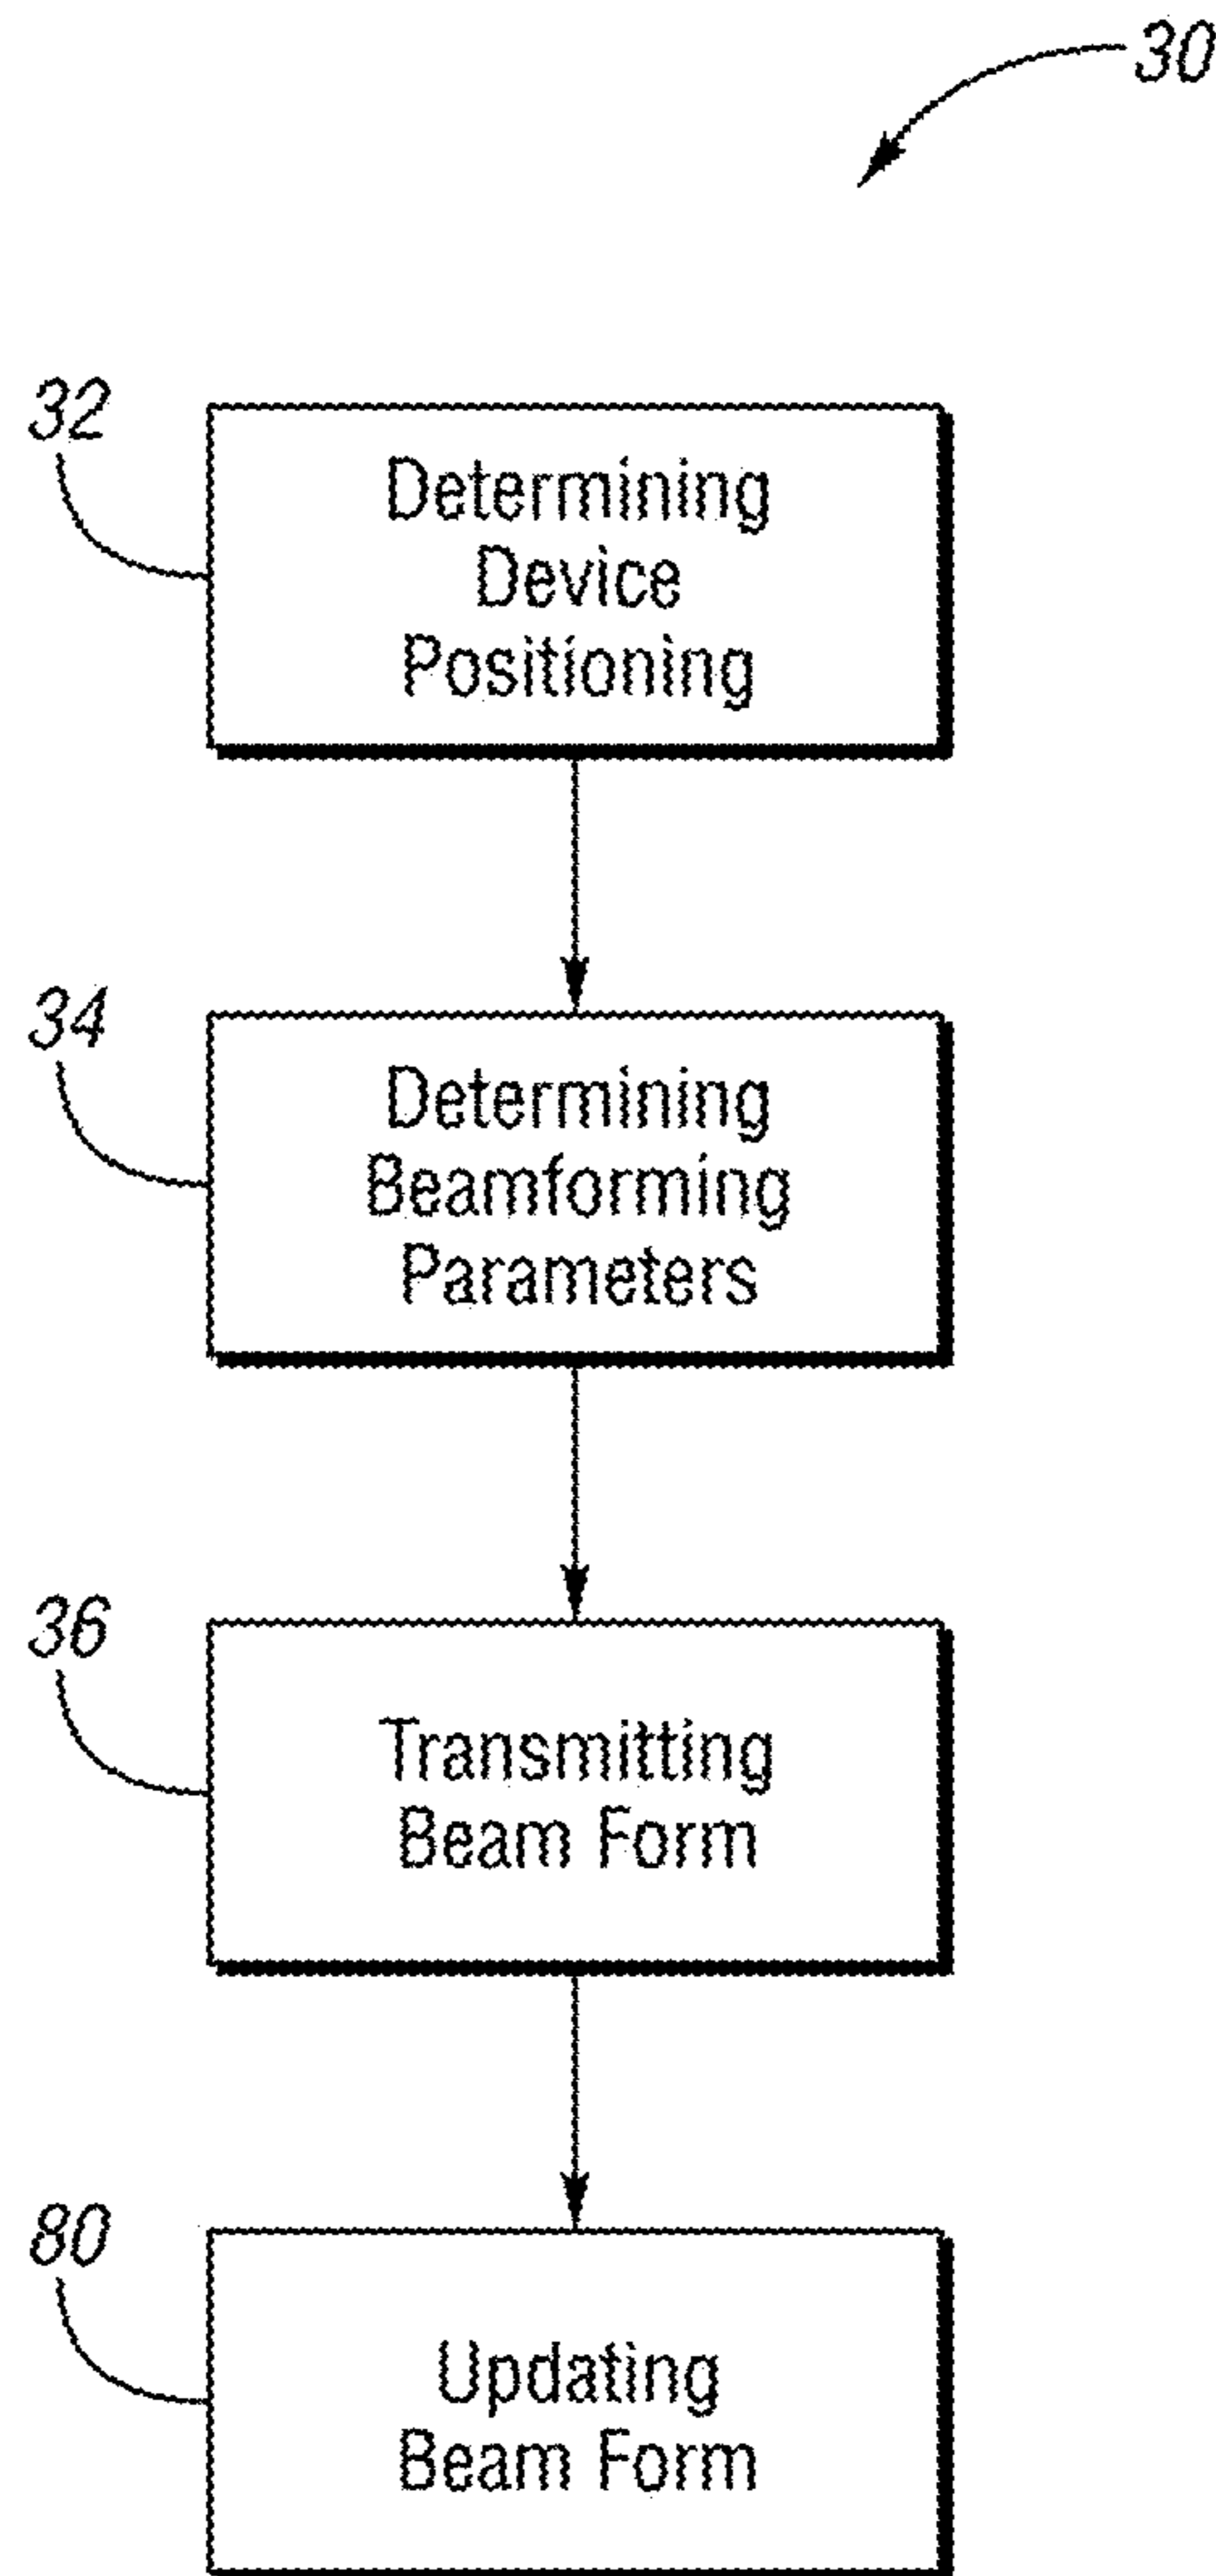 30
32
Determining
Device
Positioning
34
Determining
Beamforming
Parameters
36
Transmitting
Beam Form
80
Updating
Beam Form